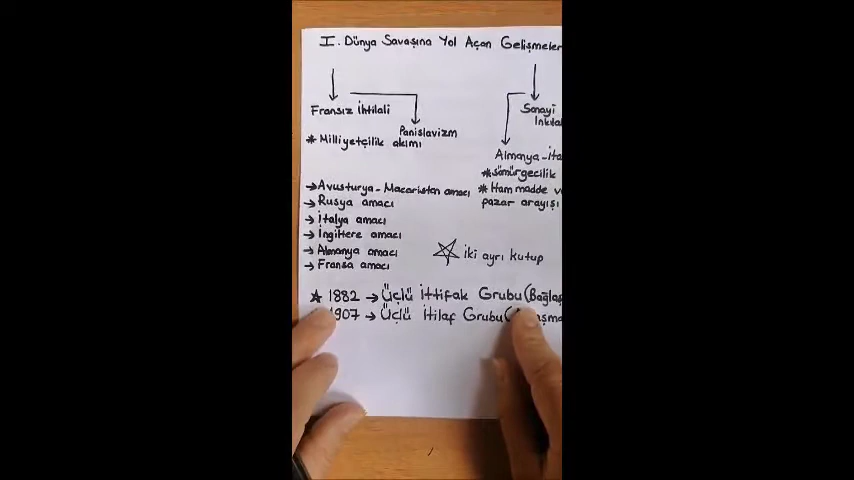 I. Dünya Savaşına Yol Açan Gelişmeler
Fransız İhtilali
Sanayi
Panislavizm
* Milliyetçilik akımı
Almanya -
* sömürgecilik
→ Avusturya - Macaristan amacı
* Ham madde
→ Rusya amacı
pazar arayışı
→ İtalya amacı
→ İngiltere amacı
→ Almanya amacı
iki ayrı kutup
→ Fransa amacı
1882 → Üçlü İttifak Grubu
1907 → Üçlü İtilaf Grubu